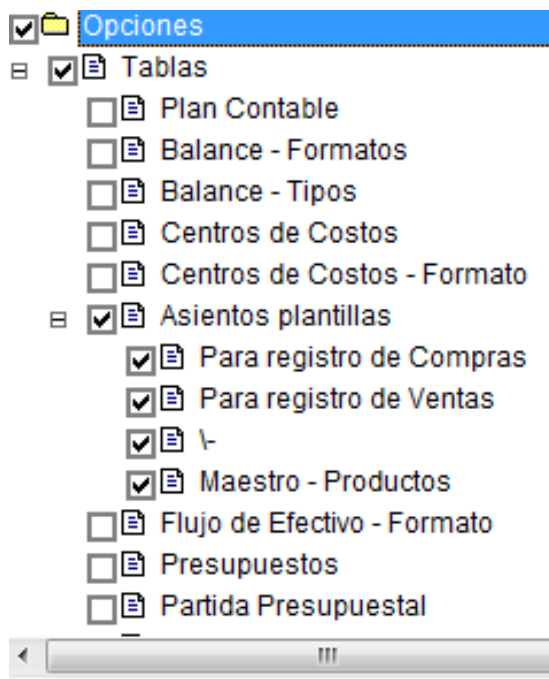 Opciones
Tablas
Plan Contable
Balance - Formatos
Balance - Tipos
Centros de Costos
Centros de Costos - Formato
Asientos plantillas
Para registro de Compras
Para registro de Ventas
\-
Maestro - Productos
Flujo de Efectivo - Formato
Presupuestos
Partida Presupuestal